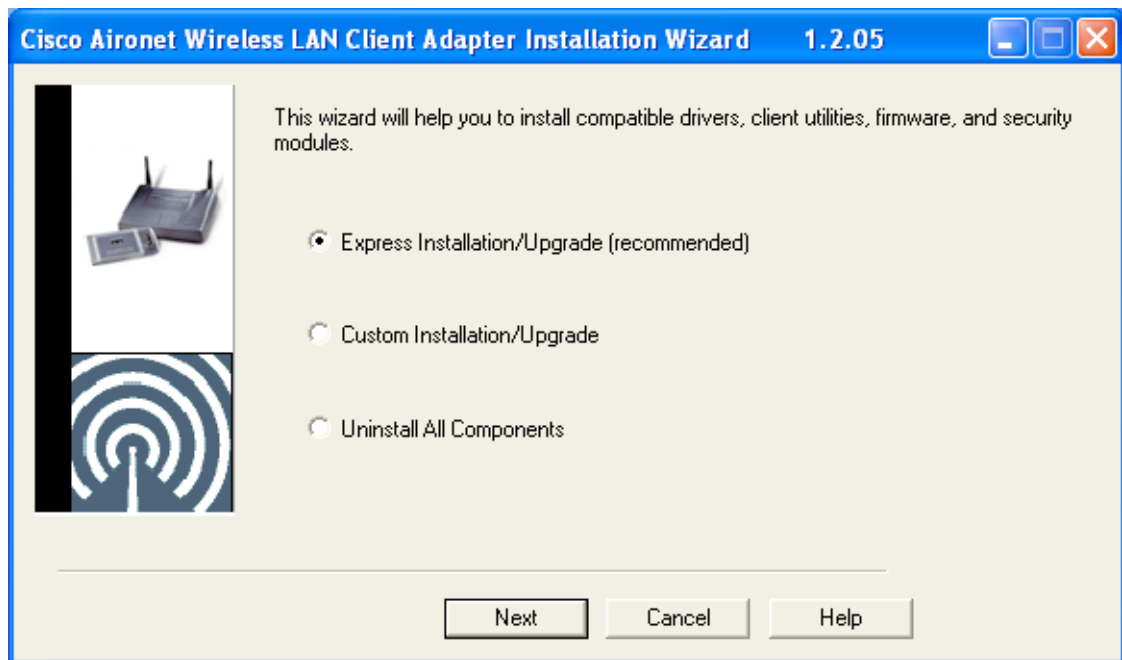 Cisco Aironet Wireless LAN Client Adapter Installation Wizard 1.2.05
This wizard will help you to install compatible drivers, client utilities, firmware, and security
modules.
Express Installation/Upgrade (recommended)
Custom Installation/Upgrade
Uninstall All Components
Next Cancel Help